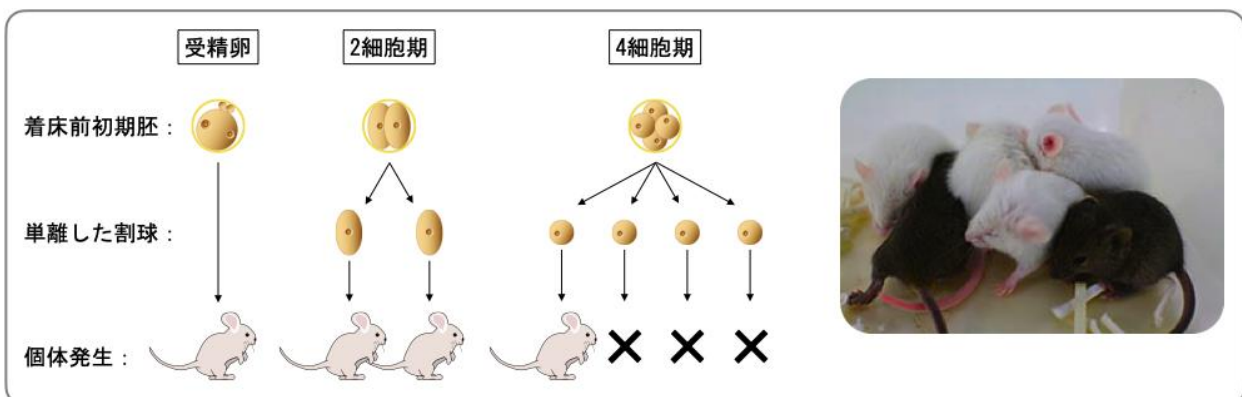 受精卵
2細胞期
4細胞期
着床前初期胚：
単離した割球：
個体発生：